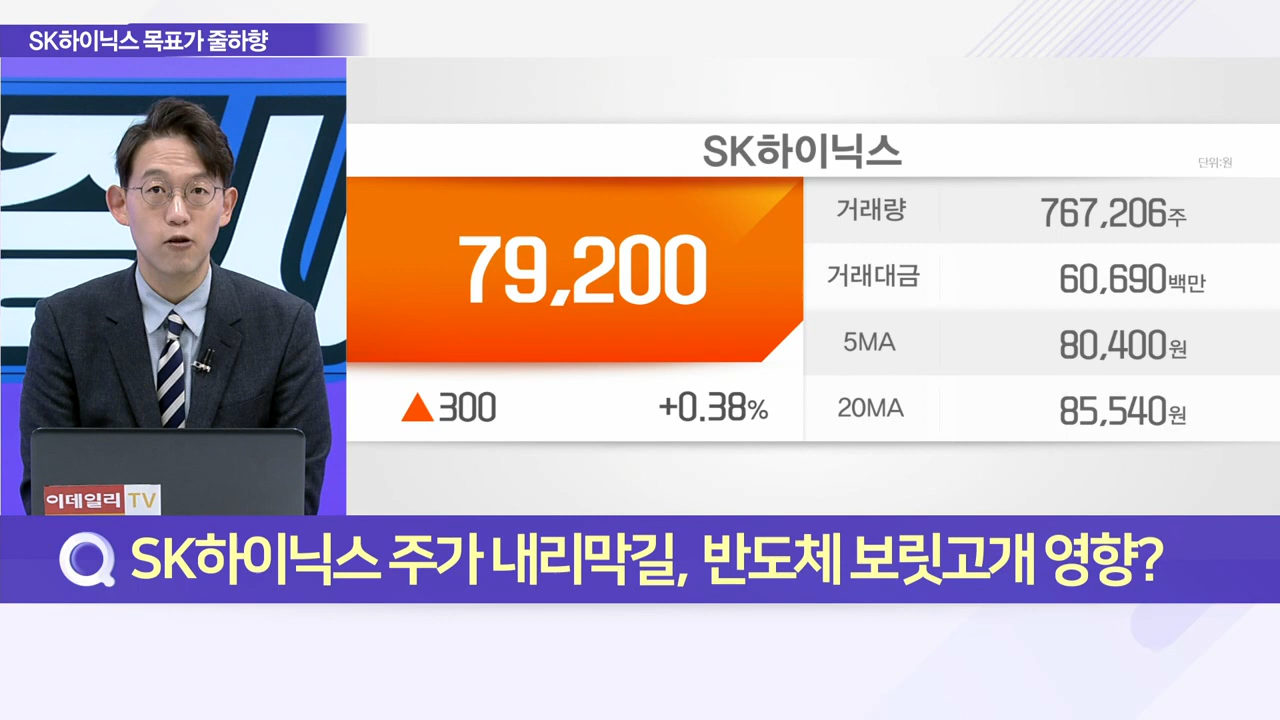 SK하이닉스 목표가 줄하향
SK하이닉스
단위:원
79,200
▲300 +0.38%
거래량 767,206주
거래대금 60,690백만
5MA 80,400원
20MA 85,540원
이데일리 TV
SK하이닉스 주가 내리막길, 반도체 보릿고개 영향?